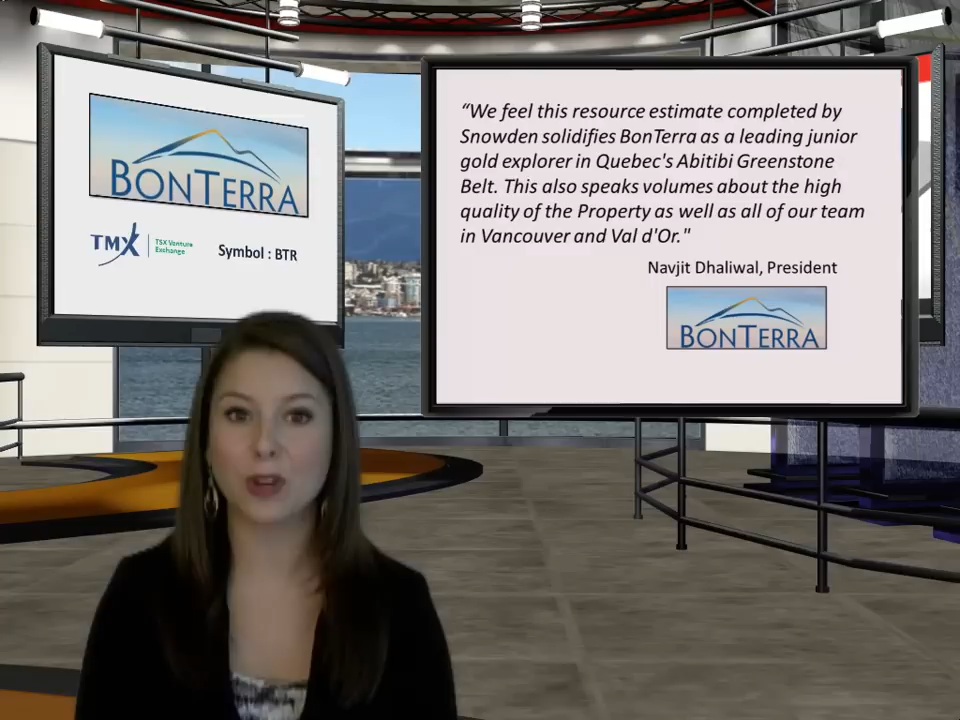 BONTERRA
TMX
TSX Venture
Exchange
Symbol : BTR
“We feel this resource estimate completed by
Snowden solidifies BonTerra as a leading junior
gold explorer in Quebec's Abitibi Greenstone
Belt. This also speaks volumes about the high
quality of the Property as well as all of our team
in Vancouver and Val d'Or."
Navjit Dhaliwal, President
BONTERRA